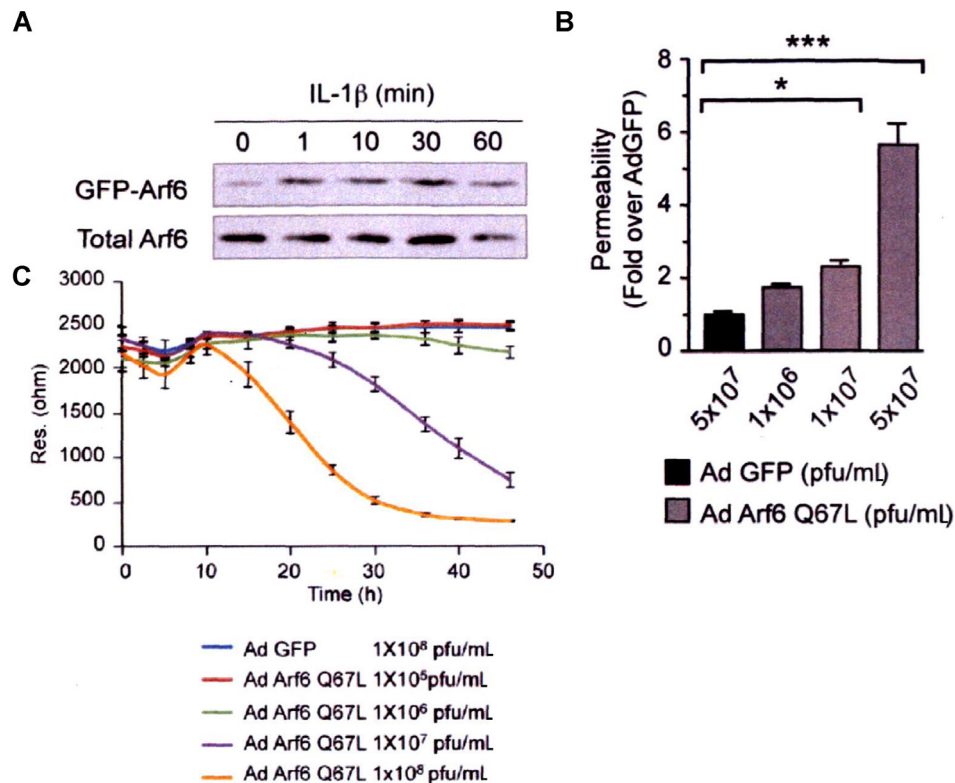 A
IL-1β (min)
0 1 10 30 60
GFP-Arf6
Total Arf6
B
***
*
Permeability
(Fold over AdGFP)
8
6
4
2
0
5x10⁷ 1x10⁶ 1x10⁷ 5x10⁷
Ad GFP (pfu/mL)
Ad Arf6 Q67L (pfu/mL)
C
Res. (ohm)
3000
2500
2000
1500
1000
500
0
0 10 20 30 40 50
Time (h)
Ad GFP 1X10⁸ pfu/mL
Ad Arf6 Q67L 1X10⁵pfu/mL
Ad Arf6 Q67L 1X10⁶ pfu/mL
Ad Arf6 Q67L 1X10⁷ pfu/mL
Ad Arf6 Q67L 1x10⁸ pfu/mL